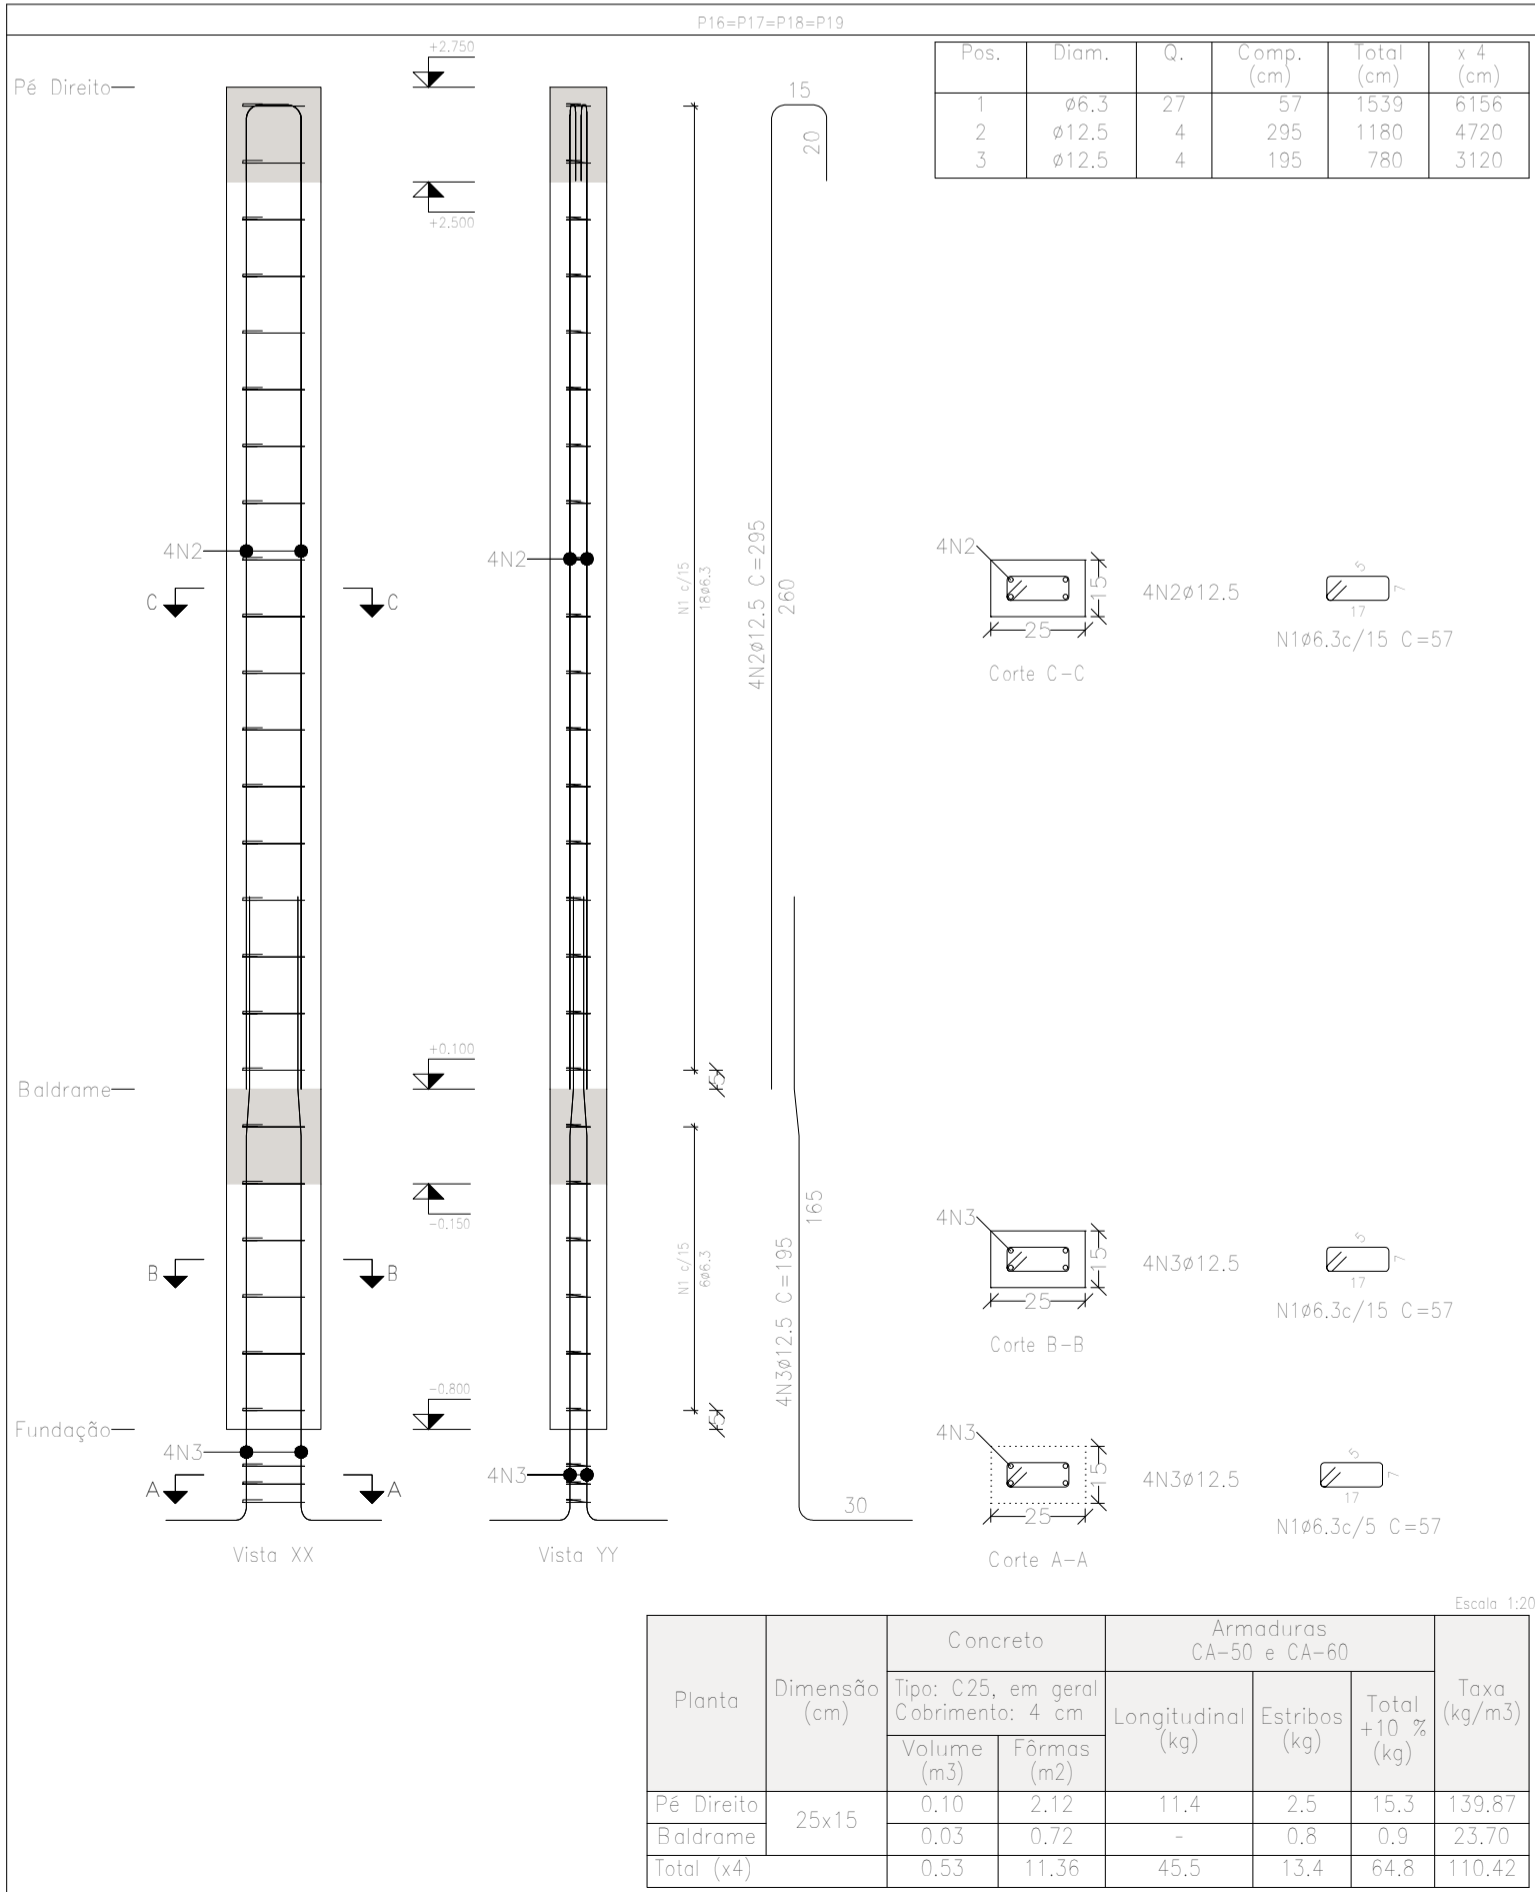 P16=P17=P18=P19
Pos. Diam. Q. Comp. (cm) Total (cm) x 4 (cm)
1 ø6.3 27 57 1539 6156
2 ø12.5 4 295 1180 4720
3 ø12.5 4 195 780 3120
+2.750
Pé Direito
15
20
+2.500
4N2
4N2
C
C
N1 c/15
18ø6.3
4N2ø12.5 C=295
260
4N2
15
25
Corte C-C
4N2ø12.5
5
7
17
N1ø6.3c/15 C=57
+0.100
Baldrame
5
-0.150
B
B
N1 c/15
6ø6.3
165
4N3ø12.5 C=195
4N3
15
25
Corte B-B
4N3ø12.5
5
7
17
N1ø6.3c/15 C=57
-0.800
Fundação
5
4N3
4N3
A
A
30
4N3
15
25
Corte A-A
4N3ø12.5
5
7
17
N1ø6.3c/5 C=57
Vista XX
Vista YY
Escala 1:20
Planta
Dimensão
(cm)
Concreto
Tipo: C25, em geral
Cobrimento: 4 cm
Volume
(m3)
Fôrmas
(m2)
Armaduras
CA-50 e CA-60
Longitudinal
(kg)
Estribos
(kg)
Total
+10 %
(kg)
Taxa
(kg/m3)
Pé Direito 25x15 0.10 2.12 11.4 2.5 15.3 139.87
Baldrame 0.03 0.72 - 0.8 0.9 23.70
Total (x4) 0.53 11.36 45.5 13.4 64.8 110.42